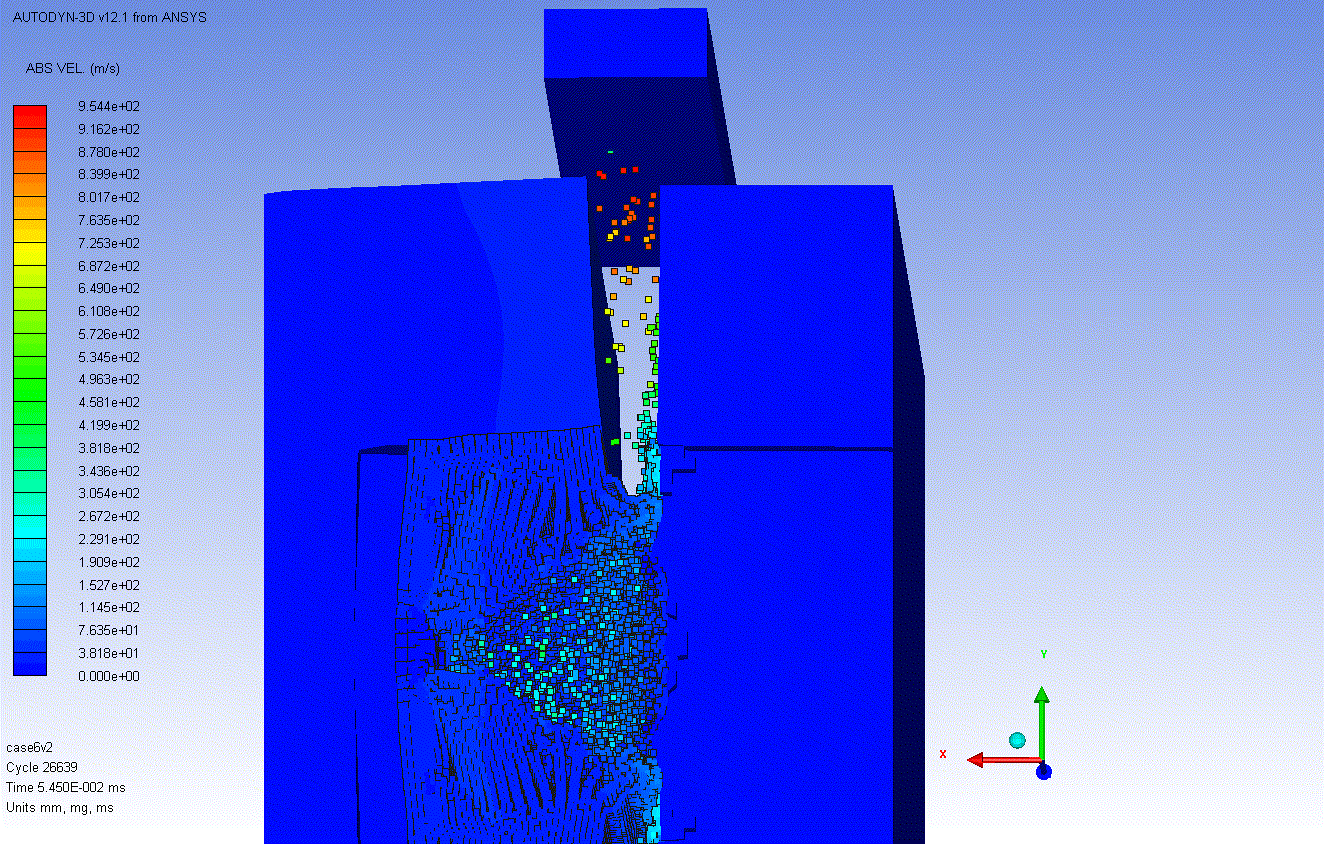 AUTODYN-3D v12.1 from ANSYS
ABS VEL. (m/s)
9.544e+02
9.162e+02
8.780e+02
8.399e+02
8.017e+02
7.635e+02
7.253e+02
6.872e+02
6.490e+02
6.108e+02
5.726e+02
5.345e+02
4.963e+02
4.581e+02
4.199e+02
3.818e+02
3.436e+02
3.054e+02
2.672e+02
2.291e+02
1.909e+02
1.527e+02
1.145e+02
7.635e+01
3.818e+01
0.000e+00
Y
X
case6v2
Cycle 26639
Time 5.450E-002 ms
Units mm, mg, ms